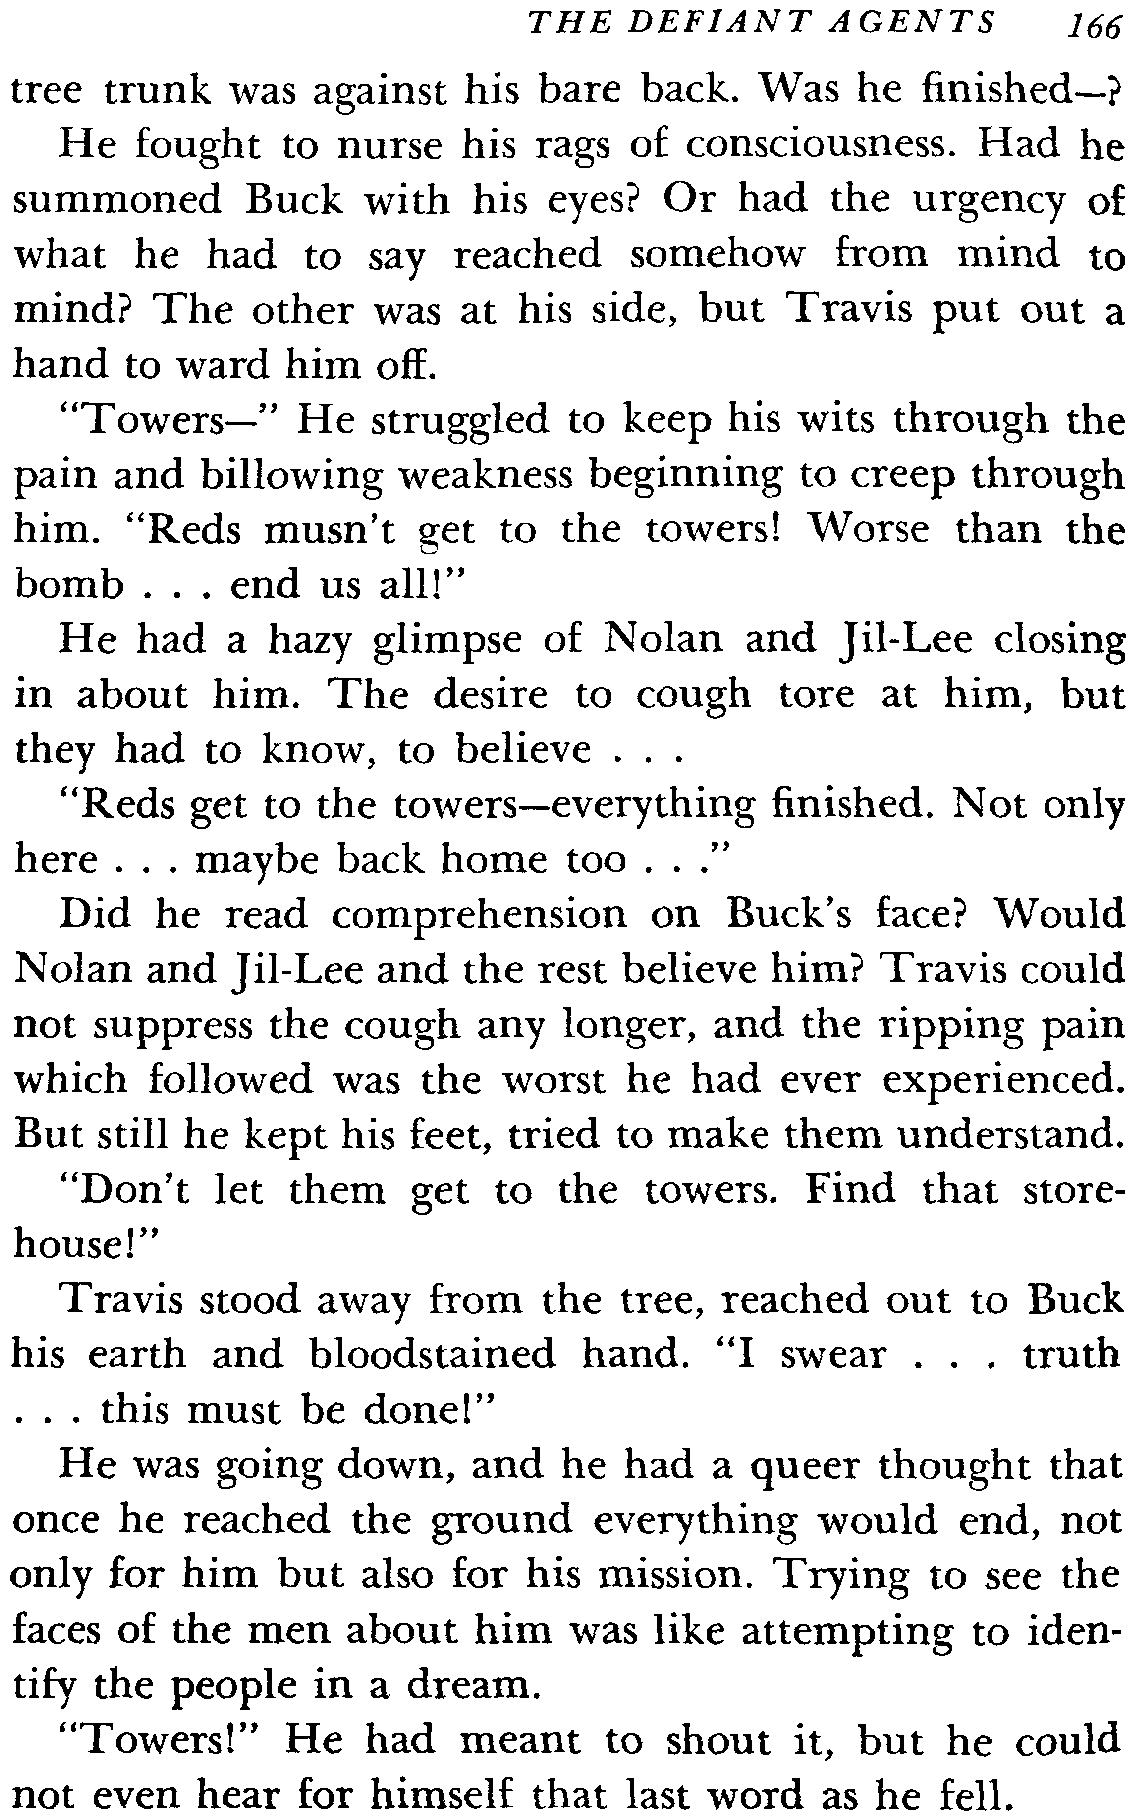 THE DEFIANT AGENTS 166
tree trunk was against his bare back. Was he finished—?
He fought to nurse his rags of consciousness. Had he
summoned Buck with his eyes? Or had the urgency of
what he had to say reached somehow from mind to
mind? The other was at his side, but Travis put out a
hand to ward him off.
"Towers—" He struggled to keep his wits through the
pain and billowing weakness beginning to creep through
him. "Reds musn't get to the towers! Worse than the
bomb . . . end us all!"
He had a hazy glimpse of Nolan and Jil-Lee closing
in about him. The desire to cough tore at him, but
they had to know, to believe . . .
"Reds get to the towers—everything finished. Not only
here . . . maybe back home too . . ."
Did he read comprehension on Buck's face? Would
Nolan and Jil-Lee and the rest believe him? Travis could
not suppress the cough any longer, and the ripping pain
which followed was the worst he had ever experienced.
But still he kept his feet, tried to make them understand.
"Don't let them get to the towers. Find that store-
house!"
Travis stood away from the tree, reached out to Buck
his earth and bloodstained hand. "I swear . . . truth
. . . this must be done!"
He was going down, and he had a queer thought that
once he reached the ground everything would end, not
only for him but also for his mission. Trying to see the
faces of the men about him was like attempting to iden-
tify the people in a dream.
"Towers!" He had meant to shout it, but he could
not even hear for himself that last word as he fell.